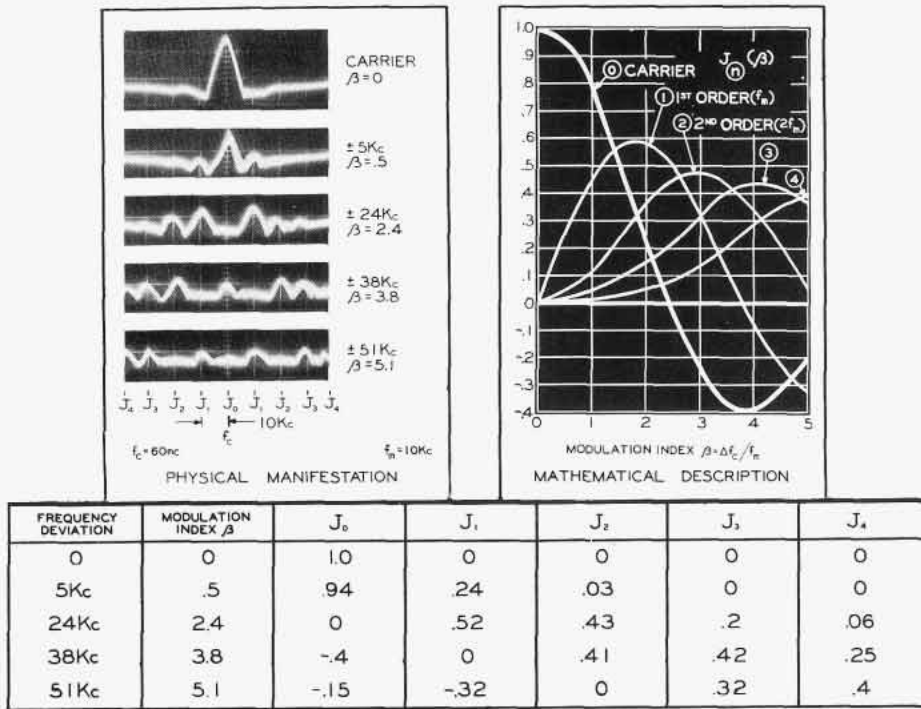 CARRIER
β=0
±5Kc
β=.5
± 24Kc
β=2.4
± 38Kc
β=3.8
± 51Kc
β=5.1
J4 J3 J2 J1 J0 J1 J2 J3 J4
10Kc
fc
fc=60mc
fm=10Kc
PHYSICAL MANIFESTATION
Jn(β)
0 CARRIER
1 1ST ORDER(fm)
2 2ND ORDER(2fm)
3
4
1.0
.9
.8
.7
.6
.5
.4
.3
.2
.1
0
-.1
-.2
-.3
-.4
0 1 2 3 4 5
MODULATION INDEX β=Δfc/fm
MATHEMATICAL DESCRIPTION
FREQUENCY DEVIATION MODULATION INDEX β J0 J1 J2 J3 J4
0 0 1.0 0 0 0 0
5Kc .5 .94 .24 .03 0 0
24Kc 2.4 0 .52 .43 .2 .06
38Kc 3.8 -.4 0 .41 .42 .25
51Kc 5.1 -.15 -.32 0 .32 .4